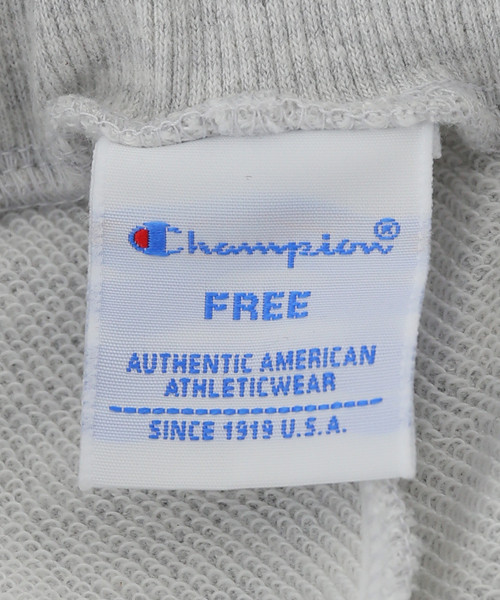 Champion®
FREE
AUTHENTIC AMERICAN
ATHLETICWEAR
SINCE 1919 U.S.A.